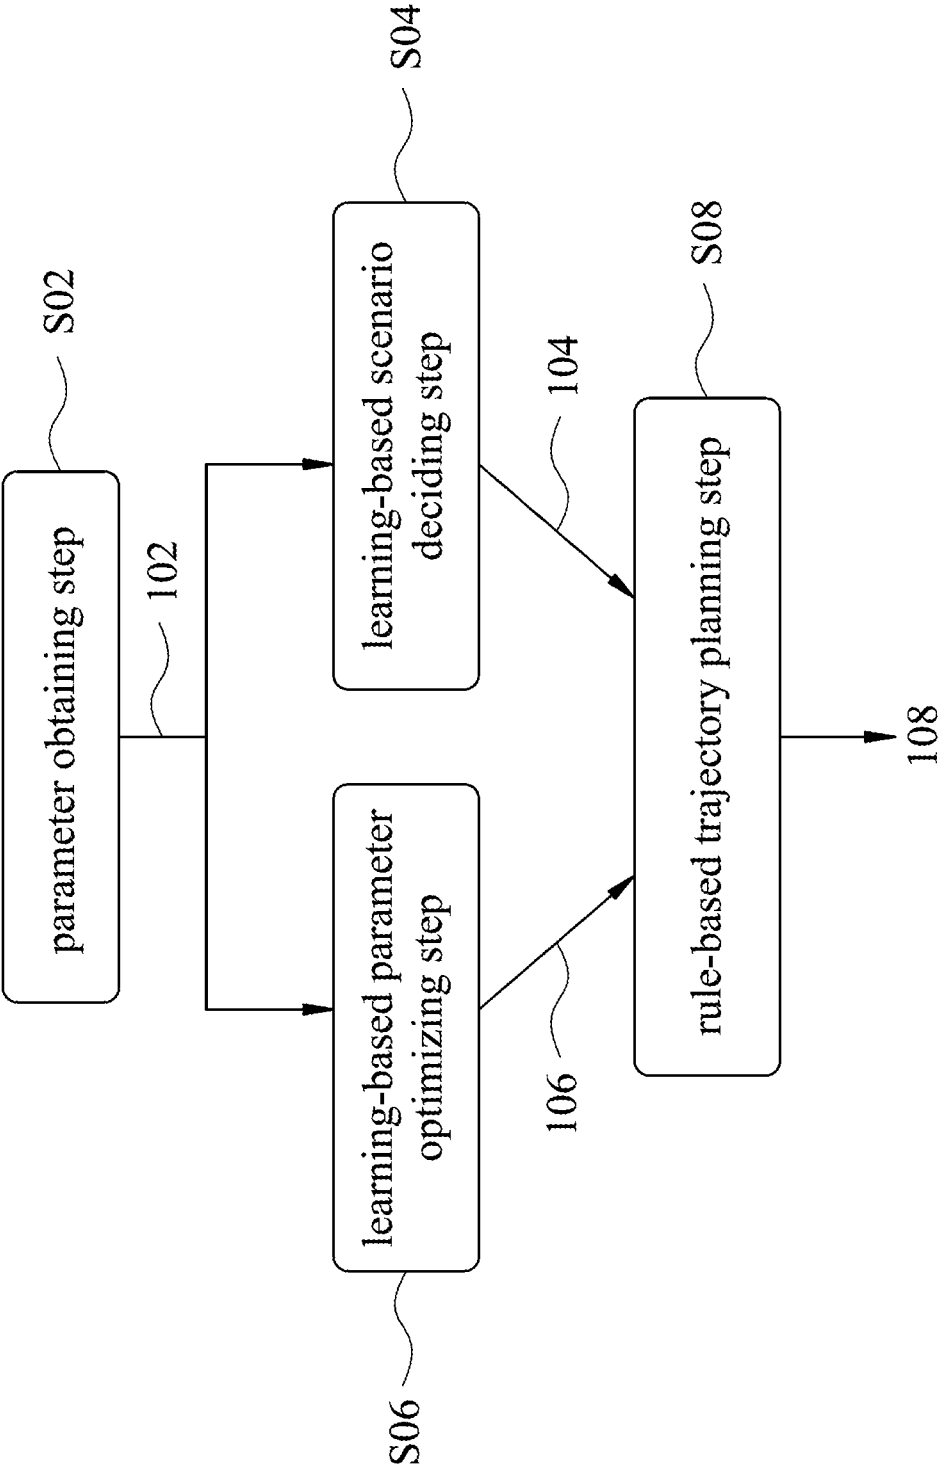 S02
parameter obtaining step
102
S04
learning-based scenario
deciding step
S06
learning-based parameter
optimizing step
104
106
S08
rule-based trajectory planning step
108